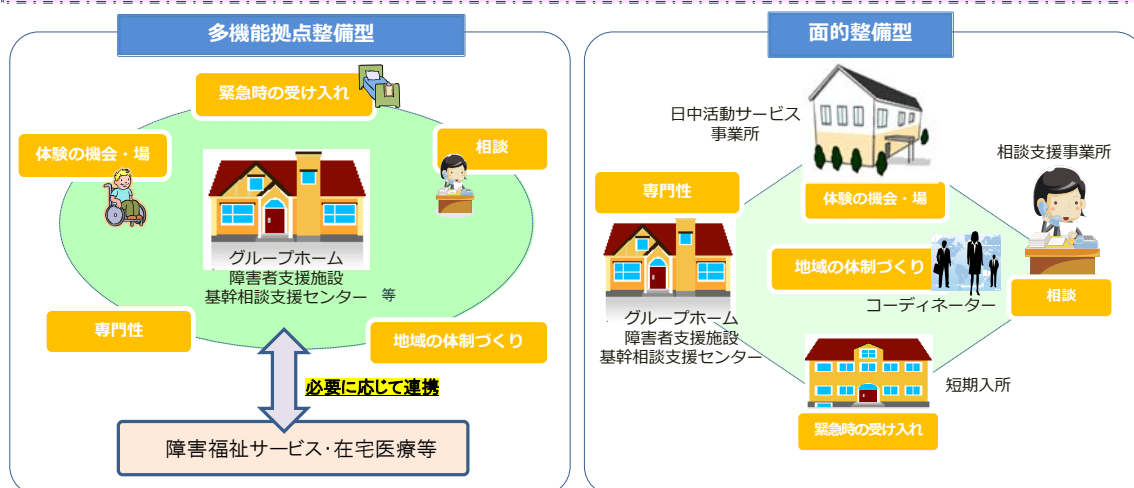 多機能拠点整備型
緊急時の受け入れ
体験の機会・場
相談
グループホーム
障害者支援施設
基幹相談支援センター　等
専門性
地域の体制づくり
必要に応じて連携
障害福祉サービス・在宅医療等
面的整備型
日中活動サービス
事業所
相談支援事業所
専門性
体験の機会・場
地域の体制づくり
コーディネーター
相談
グループホーム
障害者支援施設
基幹相談支援センター
短期入所
緊急時の受け入れ